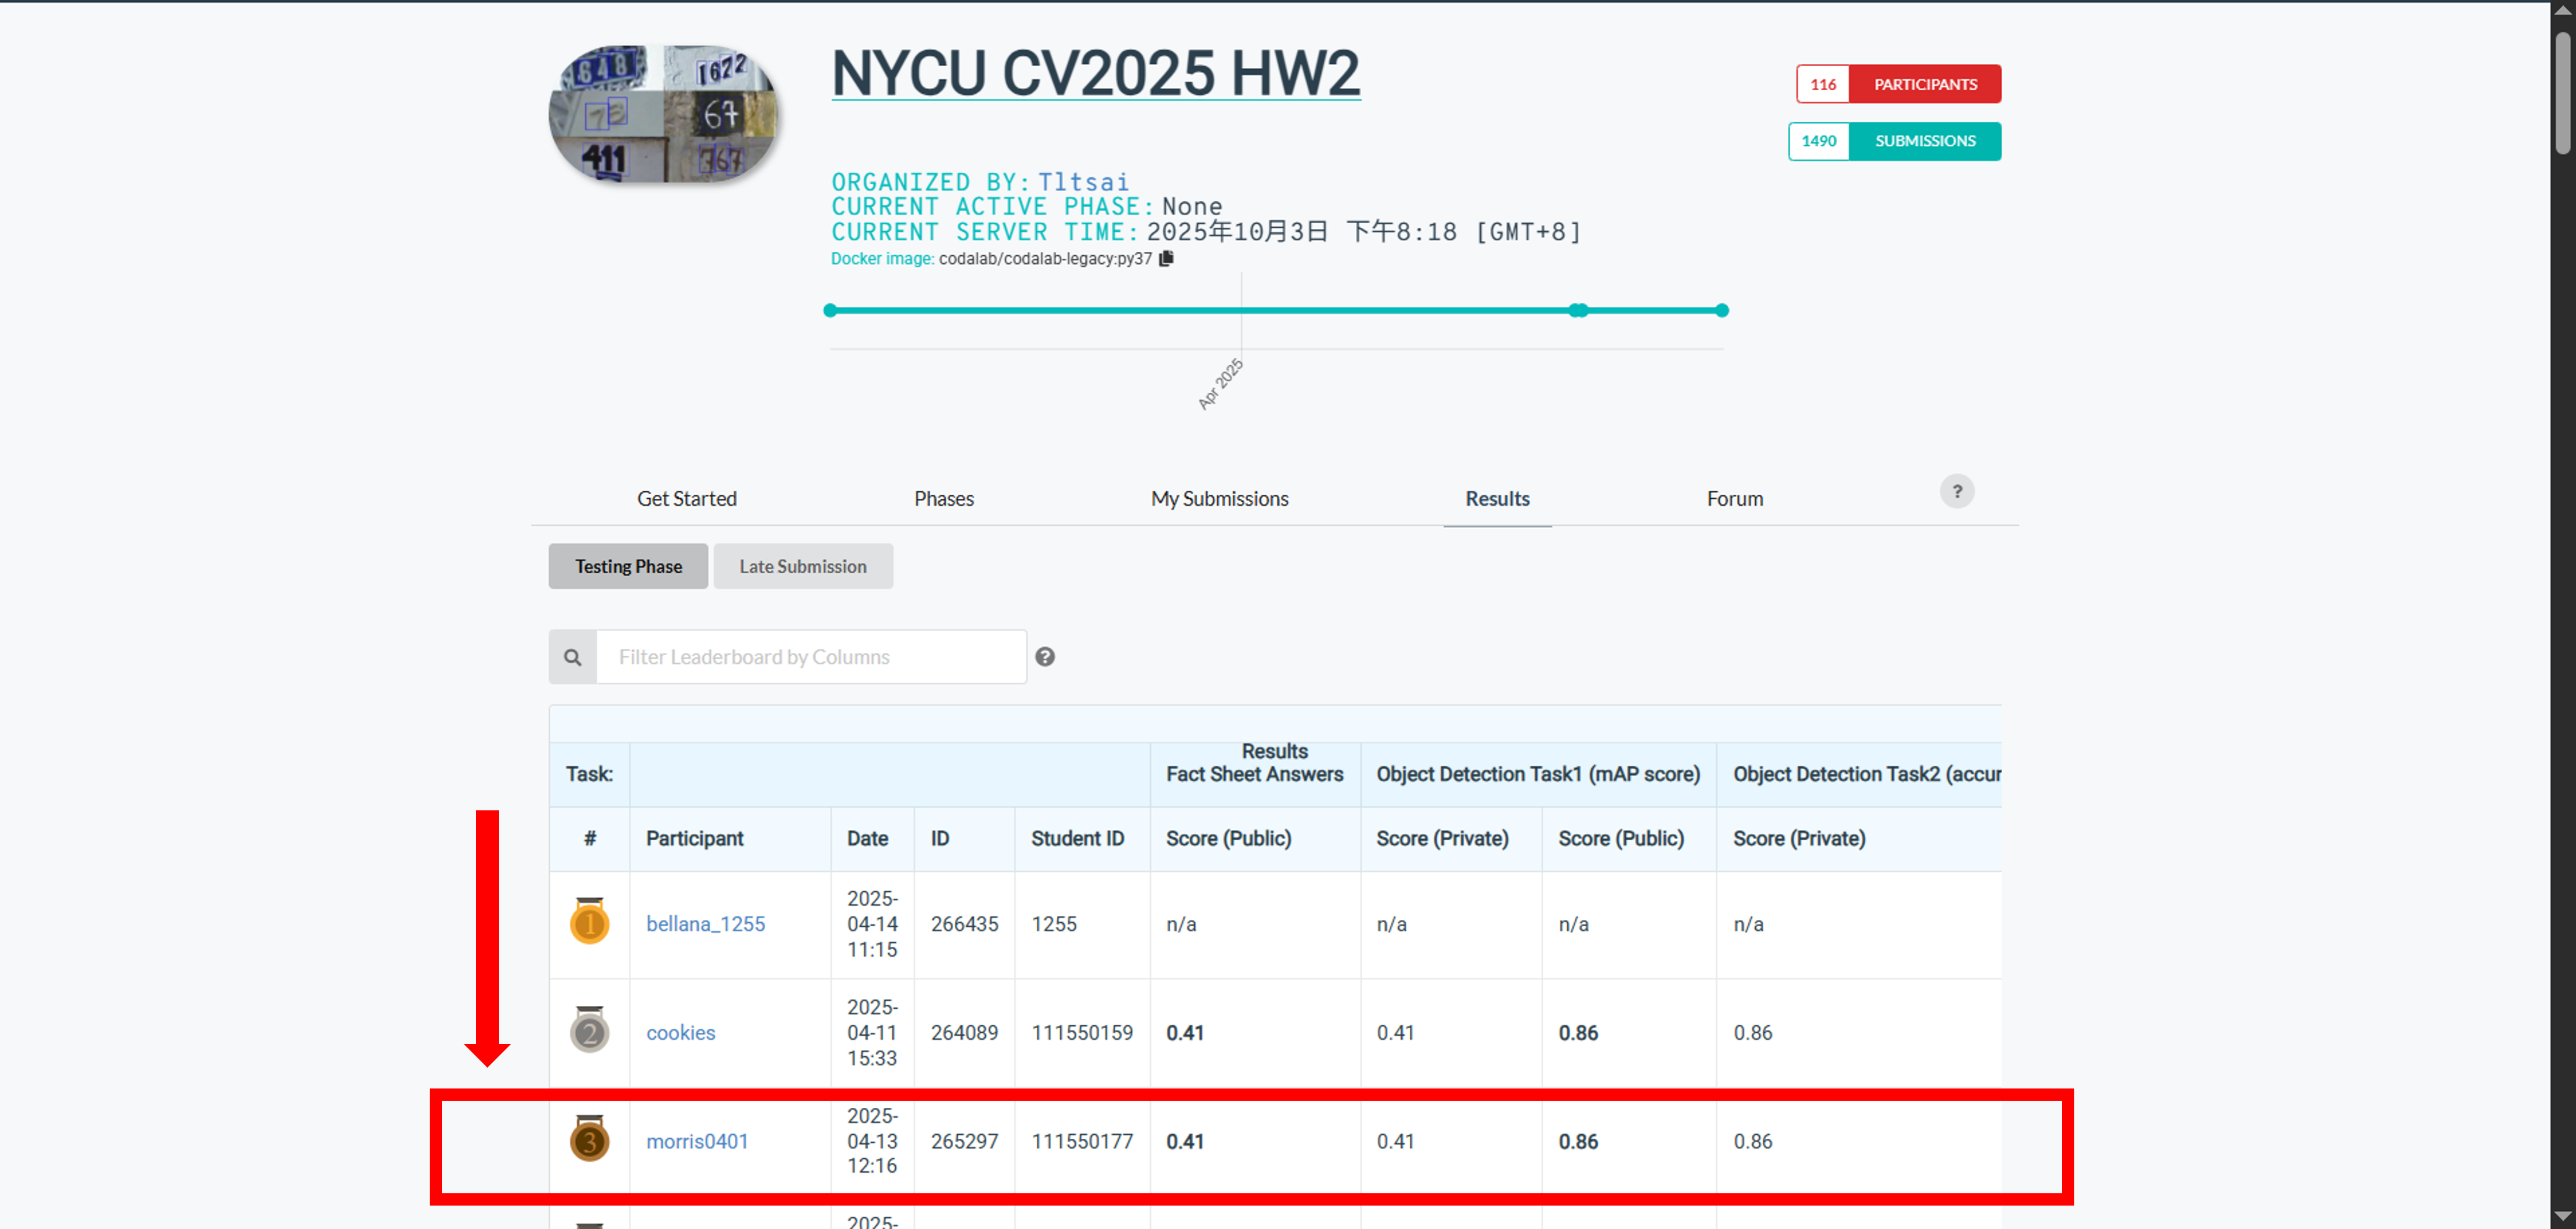 NYCU CV2025 HW2
116 PARTICIPANTS
1490 SUBMISSIONS
ORGANIZED BY: Tltsai
CURRENT ACTIVE PHASE: None
CURRENT SERVER TIME: 2025年10月3日 下午8:18 [GMT+8]
Docker image: codalab/codalab-legacy:py37
Apr 2025
Get Started Phases My Submissions Results Forum ?
Testing Phase Late Submission
Filter Leaderboard by Columns ?
Results
Task: Fact Sheet Answers Object Detection Task1 (mAP score) Object Detection Task2 (accur
# Participant Date ID Student ID Score (Public) Score (Private) Score (Public) Score (Private)
1 bellana_1255 2025-04-14 11:15 266435 1255 n/a n/a n/a n/a
2 cookies 2025-04-11 15:33 264089 111550159 0.41 0.41 0.86 0.86
3 morris0401 2025-04-13 12:16 265297 111550177 0.41 0.41 0.86 0.86
2025-
1622
67
411
767